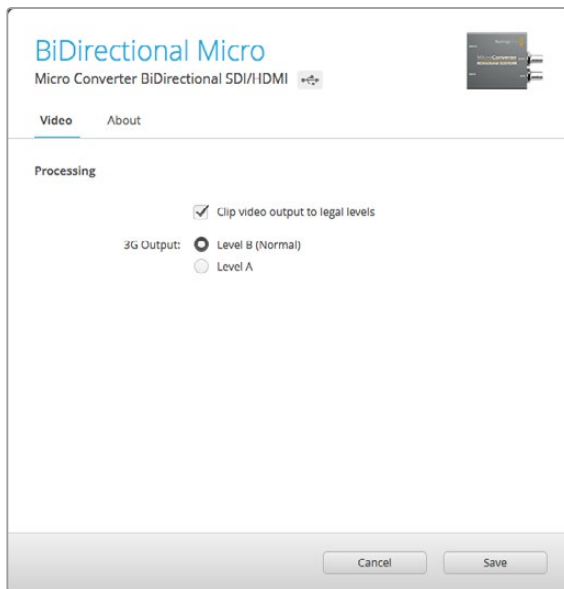 BiDirectional Micro
Micro Converter BiDirectional SDI/HDMI
Video About
Processing
Clip video output to legal levels
3G Output: Level B (Normal)
Level A
Cancel Save